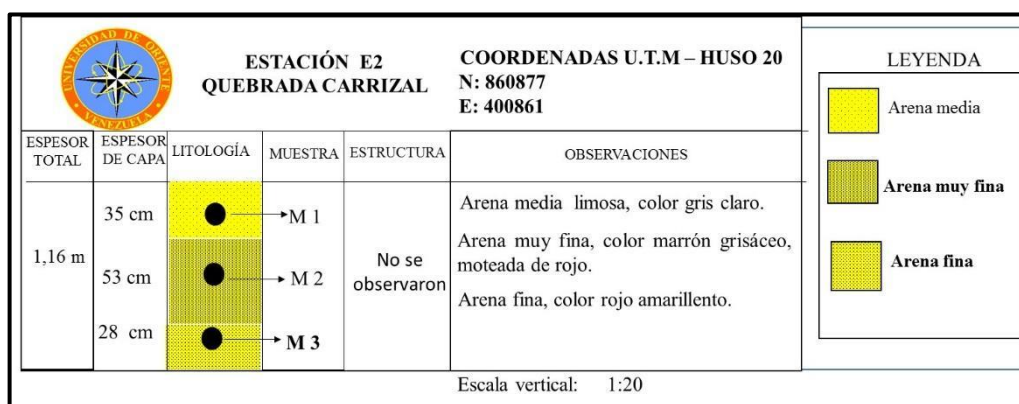 UNIVERSIDAD DE ORIENTE
VENEZUELA
ESTACIÓN E2
QUEBRADA CARRIZAL
COORDENADAS U.T.M – HUSO 20
N: 860877
E: 400861
ESPESOR
TOTAL
ESPESOR
DE CAPA
LITOLOGÍA
MUESTRA
ESTRUCTURA
OBSERVACIONES
1,16 m
35 cm
M 1
53 cm
M 2
28 cm
M 3
No se
observaron
Arena media limosa, color gris claro.
Arena muy fina, color marrón grisáceo,
moteada de rojo.
Arena fina, color rojo amarillento.
Escala vertical: 1:20
LEYENDA
Arena media
Arena muy fina
Arena fina